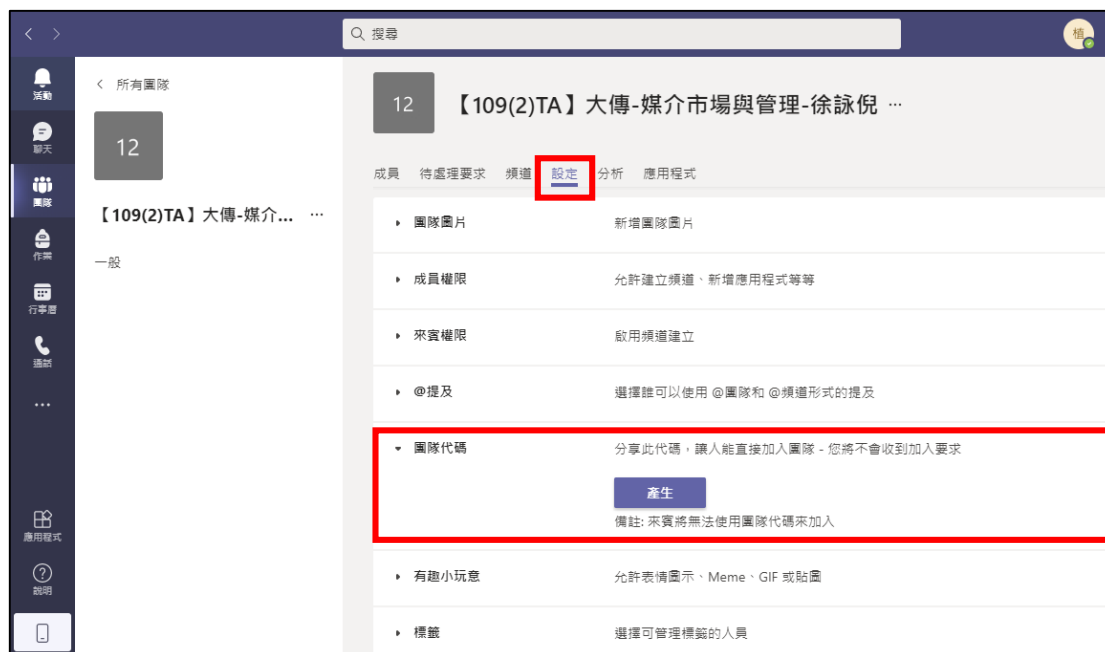 搜尋
植
活動
聊天
團隊
作業
行事曆
通話
應用程式
說明
所有團隊
12
【109(2)TA】大傳-媒介... ···
一般
12 【109(2)TA】大傳-媒介市場與管理-徐詠倪 ···
成員 待處理要求 頻道 設定 分析 應用程式
團隊圖片 新增團隊圖片
成員權限 允許建立頻道、新增應用程式等等
來賓權限 啟用頻道建立
@提及 選擇誰可以使用 @團隊和 @頻道形式的提及
團隊代碼 分享此代碼，讓人能直接加入團隊 - 您將不會收到加入要求
產生
備註: 來賓將無法使用團隊代碼來加入
有趣小玩意 允許表情圖示、Meme、GIF 或貼圖
標籤 選擇可管理標籤的人員